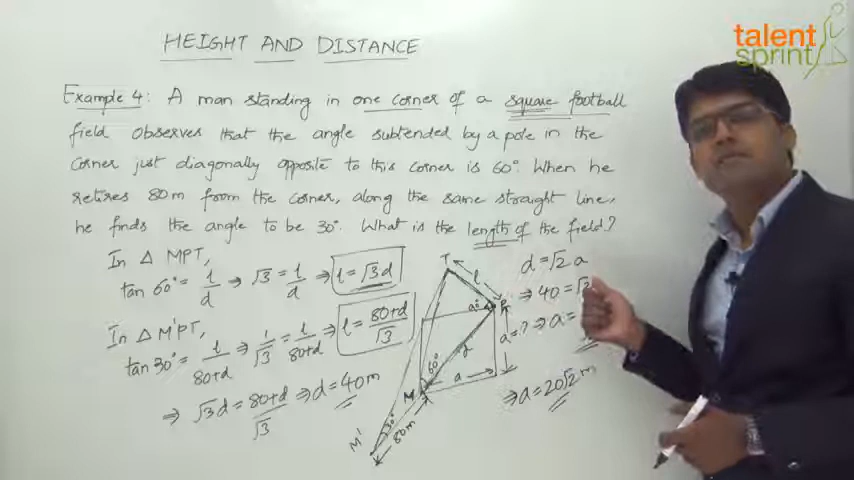 talent
sprint
HEIGHT AND DISTANCE
Example 4: A man standing in one corner of a square football
field observes that the angle subtended by a pole in the
corner just diagonally opposite to this corner is 60°. When he
retires 80m from the corner, along the same straight line,
he finds the angle to be 30°. What is the length of the field?
In △ MPT,
tan 60° = l/d ⇒ √3 = l/d ⇒ l = √3d
In △ M'PT,
tan 30° = l/80+d ⇒ 1/√3 = l/80+d ⇒ l = 80+d/√3
⇒ √3d = 80+d/√3 ⇒ d = 40m
T
l
P
a
a = ?
d
60°
a
M
30°
80m
M'
d = √2 a
⇒ 40 = √2
⇒ a =
⇒ a = 20√2 m